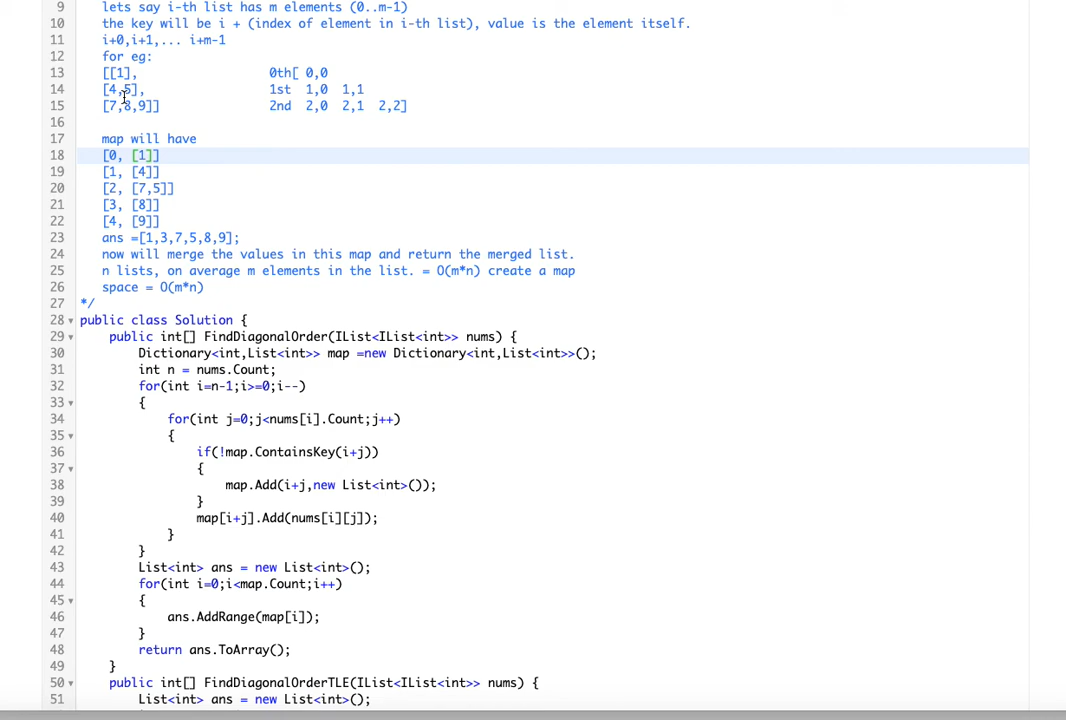 9 lets say i-th list has m elements (0..m-1)
10 the key will be i + (index of element in i-th list), value is the element itself.
11 i+0,i+1,... i+m-1
12 for eg:
13 [[1], 0th[ 0,0
14 [4,5], 1st 1,0 1,1
15 [7,8,9]] 2nd 2,0 2,1 2,2]
16
17 map will have
18 [0, [1]]
19 [1, [4]]
20 [2, [7,5]]
21 [3, [8]]
22 [4, [9]]
23 ans =[1,3,7,5,8,9];
24 now will merge the values in this map and return the merged list.
25 n lists, on average m elements in the list. = O(m*n) create a map
26 space = O(m*n)
27 */
28 public class Solution {
29 public int[] FindDiagonalOrder(IList<IList<int>> nums) {
30 Dictionary<int,List<int>> map =new Dictionary<int,List<int>>();
31 int n = nums.Count;
32 for(int i=n-1;i>=0;i--)
33 {
34 for(int j=0;j<nums[i].Count;j++)
35 {
36 if(!map.ContainsKey(i+j))
37 {
38 map.Add(i+j,new List<int>());
39 }
40 map[i+j].Add(nums[i][j]);
41 }
42 }
43 List<int> ans = new List<int>();
44 for(int i=0;i<map.Count;i++)
45 {
46 ans.AddRange(map[i]);
47 }
48 return ans.ToArray();
49 }
50 public int[] FindDiagonalOrderTLE(IList<IList<int>> nums) {
51 List<int> ans = new List<int>();